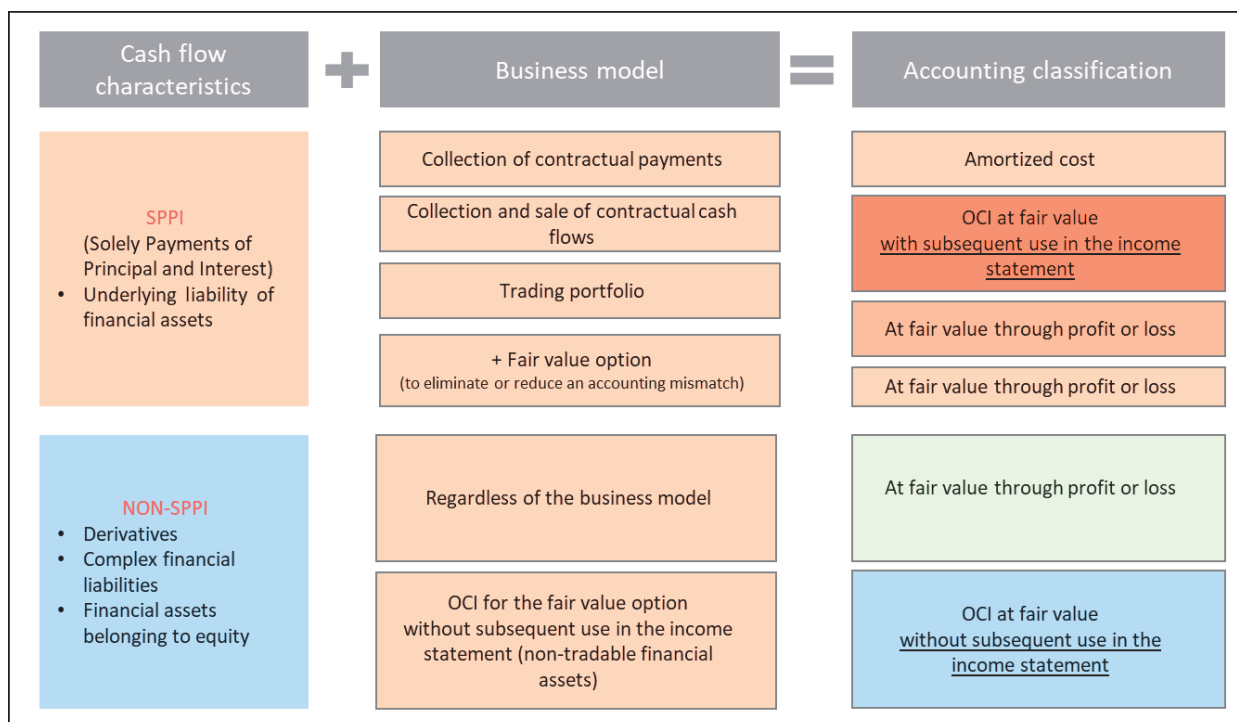 Cash flow
characteristics
+
Business model
=
Accounting classification
SPPI
(Solely Payments of
Principal and Interest)
• Underlying liability of
financial assets
Collection of contractual payments
Amortized cost
Collection and sale of contractual cash
flows
OCI at fair value
with subsequent use in the income
statement
Trading portfolio
At fair value through profit or loss
+ Fair value option
(to eliminate or reduce an accounting mismatch)
At fair value through profit or loss
NON-SPPI
• Derivatives
• Complex financial
liabilities
• Financial assets
belonging to equity
Regardless of the business model
At fair value through profit or loss
OCI for the fair value option
without subsequent use in the income
statement (non-tradable financial
assets)
OCI at fair value
without subsequent use in the
income statement